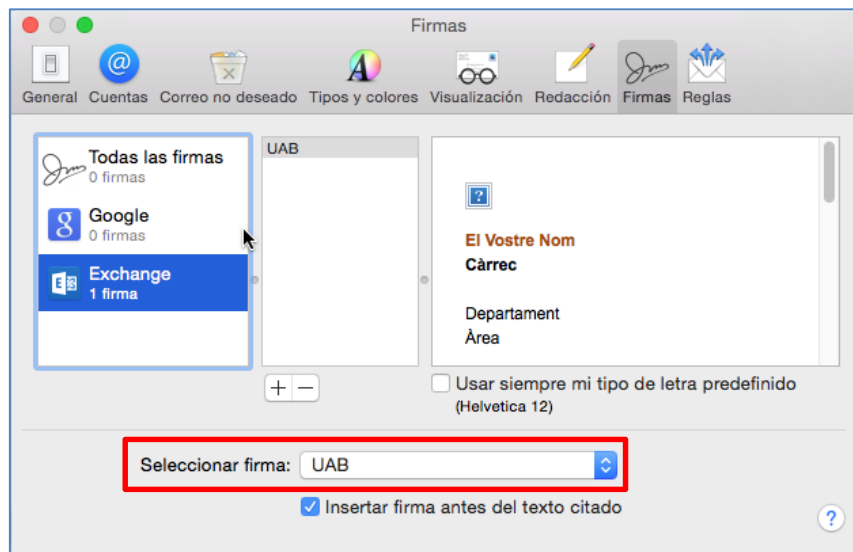 Firmas
General Cuentas Correo no deseado Tipos y colores Visualización Redacción Firmas Reglas
Todas las firmas
0 firmas
Google
0 firmas
Exchange
1 firma
UAB
El Vostre Nom
Càrrec
Departament
Àrea
Usar siempre mi tipo de letra predefinido
(Helvetica 12)
Seleccionar firma: UAB
Insertar firma antes del texto citado